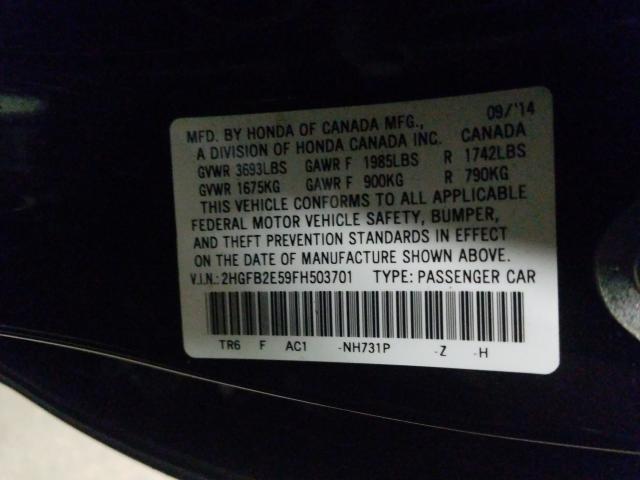 09/'14
MFD. BY HONDA OF CANADA MFG.,
A DIVISION OF HONDA CANADA INC. CANADA
GVWR 3693LBS GAWR F 1985LBS R 1742LBS
GVWR 1675KG GAWR F 900KG R 790KG
THIS VEHICLE CONFORMS TO ALL APPLICABLE
FEDERAL MOTOR VEHICLE SAFETY, BUMPER,
AND THEFT PREVENTION STANDARDS IN EFFECT
ON THE DATE OF MANUFACTURE SHOWN ABOVE.
V.I.N.: 2HGFB2E59FH503701 TYPE: PASSENGER CAR
TR6 F AC1 -NH731P -Z -H